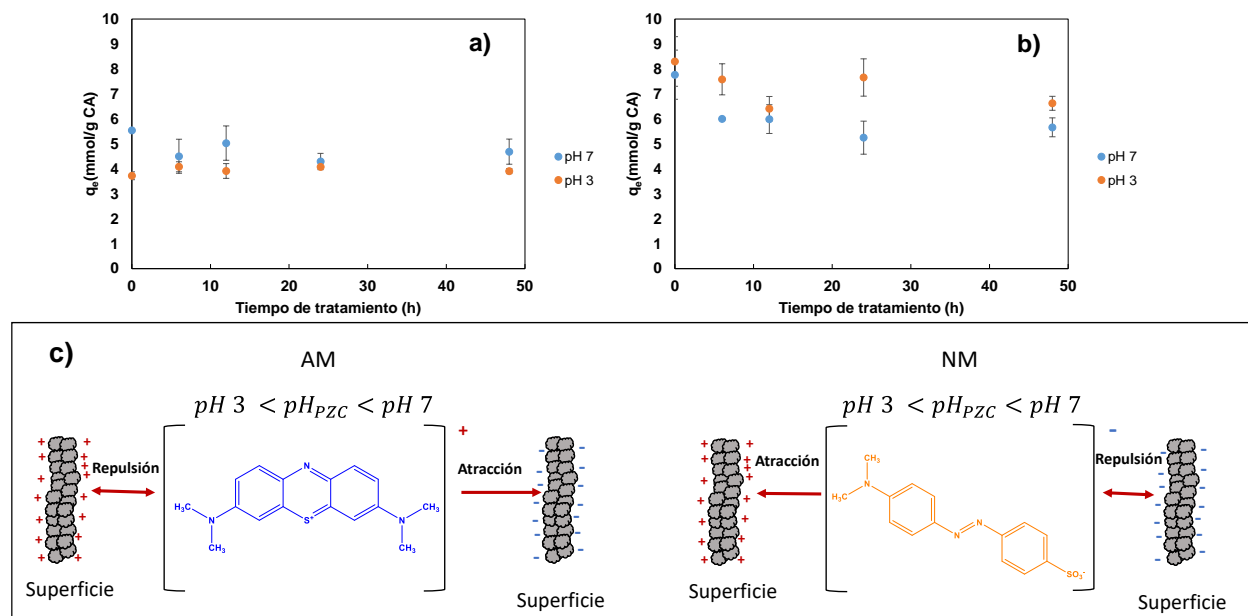 a)
10
9
8
7
6
5
4
3
2
1
0
qₑ(mmol/g CA)
0 10 20 30 40 50
Tiempo de tratamiento (h)
pH 7
pH 3
b)
10
9
8
7
6
5
4
3
2
1
0
qₑ(mmol/g CA)
0 10 20 30 40 50
Tiempo de tratamiento (h)
pH 7
pH 3
c)
AM
pH 3 < pH_PZC < pH 7
+
Repulsión
Atracción
N
N
CH₃
CH₃
S⁺
N
CH₃
CH₃
Superficie
Superficie
NM
pH 3 < pH_PZC < pH 7
-
Atracción
Repulsión
CH₃
N
H₃C
N
N
SO₃⁻
Superficie
Superficie